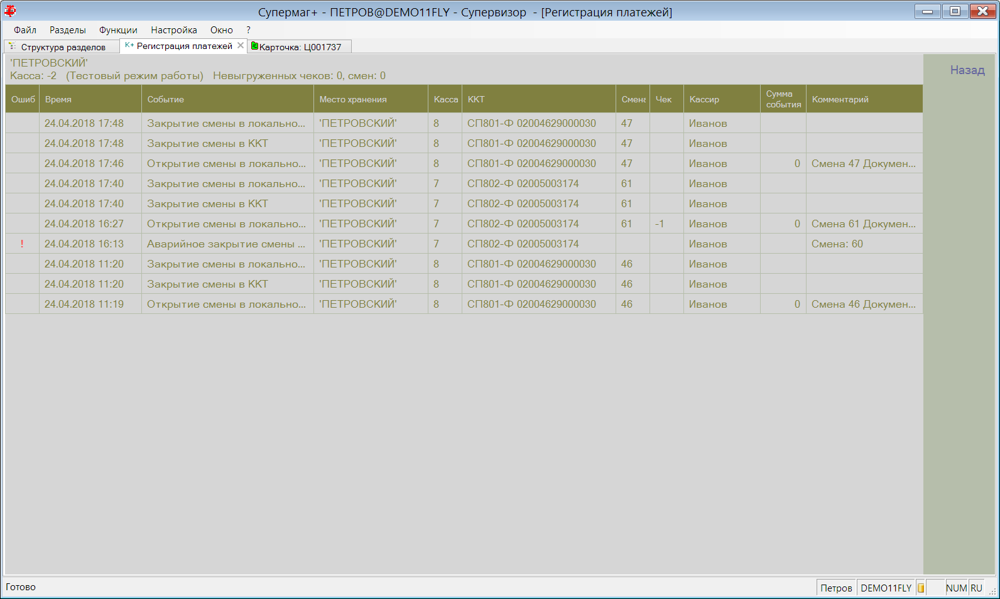 Супермаг+ - ПЕТРОВ@DEMO11FLY - Супервизор - [Регистрация платежей]
Файл Разделы Функции Настройка Окно ?
Структура разделов K+ Регистрация платежей Карточка: Ц001737
'ПЕТРОВСКИЙ' Назад
Касса: -2 (Тестовый режим работы) Невыгруженных чеков: 0, смен: 0
Ошиб Время Событие Место хранения Касса ККТ Смена Чек Кассир Сумма события Комментарий
24.04.2018 17:48 Закрытие смены в локально... 'ПЕТРОВСКИЙ' 8 СП801-Ф 02004629000030 47 Иванов
24.04.2018 17:48 Закрытие смены в ККТ 'ПЕТРОВСКИЙ' 8 СП801-Ф 02004629000030 47 Иванов
24.04.2018 17:46 Открытие смены в локально... 'ПЕТРОВСКИЙ' 8 СП801-Ф 02004629000030 47 Иванов 0 Смена 47 Докумен...
24.04.2018 17:40 Закрытие смены в локально... 'ПЕТРОВСКИЙ' 7 СП802-Ф 02005003174 61 Иванов
24.04.2018 17:40 Закрытие смены в ККТ 'ПЕТРОВСКИЙ' 7 СП802-Ф 02005003174 61 Иванов
24.04.2018 16:27 Открытие смены в локально... 'ПЕТРОВСКИЙ' 7 СП802-Ф 02005003174 61 -1 Иванов 0 Смена 61 Докумен...
! 24.04.2018 16:13 Аварийное закрытие смены ... 'ПЕТРОВСКИЙ' 7 СП802-Ф 02005003174 Иванов Смена: 60
24.04.2018 11:20 Закрытие смены в локально... 'ПЕТРОВСКИЙ' 8 СП801-Ф 02004629000030 46 Иванов
24.04.2018 11:20 Закрытие смены в ККТ 'ПЕТРОВСКИЙ' 8 СП801-Ф 02004629000030 46 Иванов
24.04.2018 11:19 Открытие смены в локально... 'ПЕТРОВСКИЙ' 8 СП801-Ф 02004629000030 46 Иванов 0 Смена 46 Докумен...
Готово Петров DEMO11FLY NUM RU